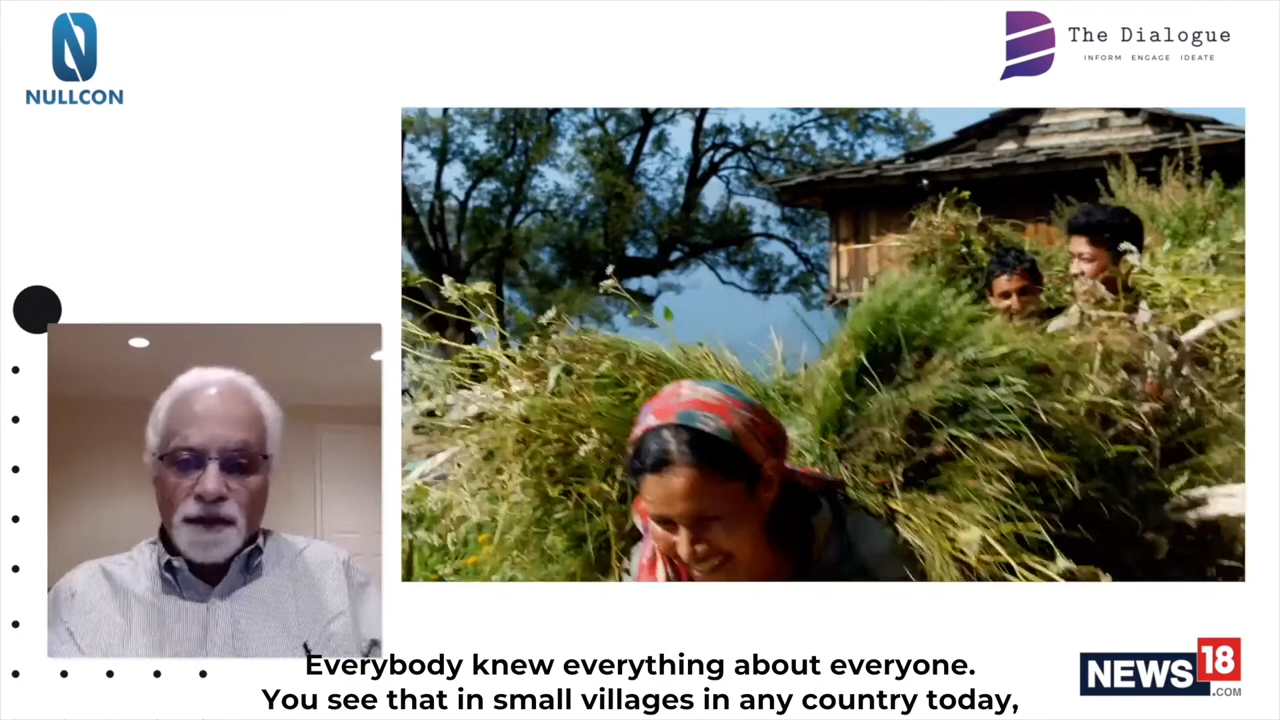 NULLCON
The Dialogue
INFORM ENGAGE IDEATE
Everybody knew everything about everyone.
You see that in small villages in any country today,
NEWS18
.COM